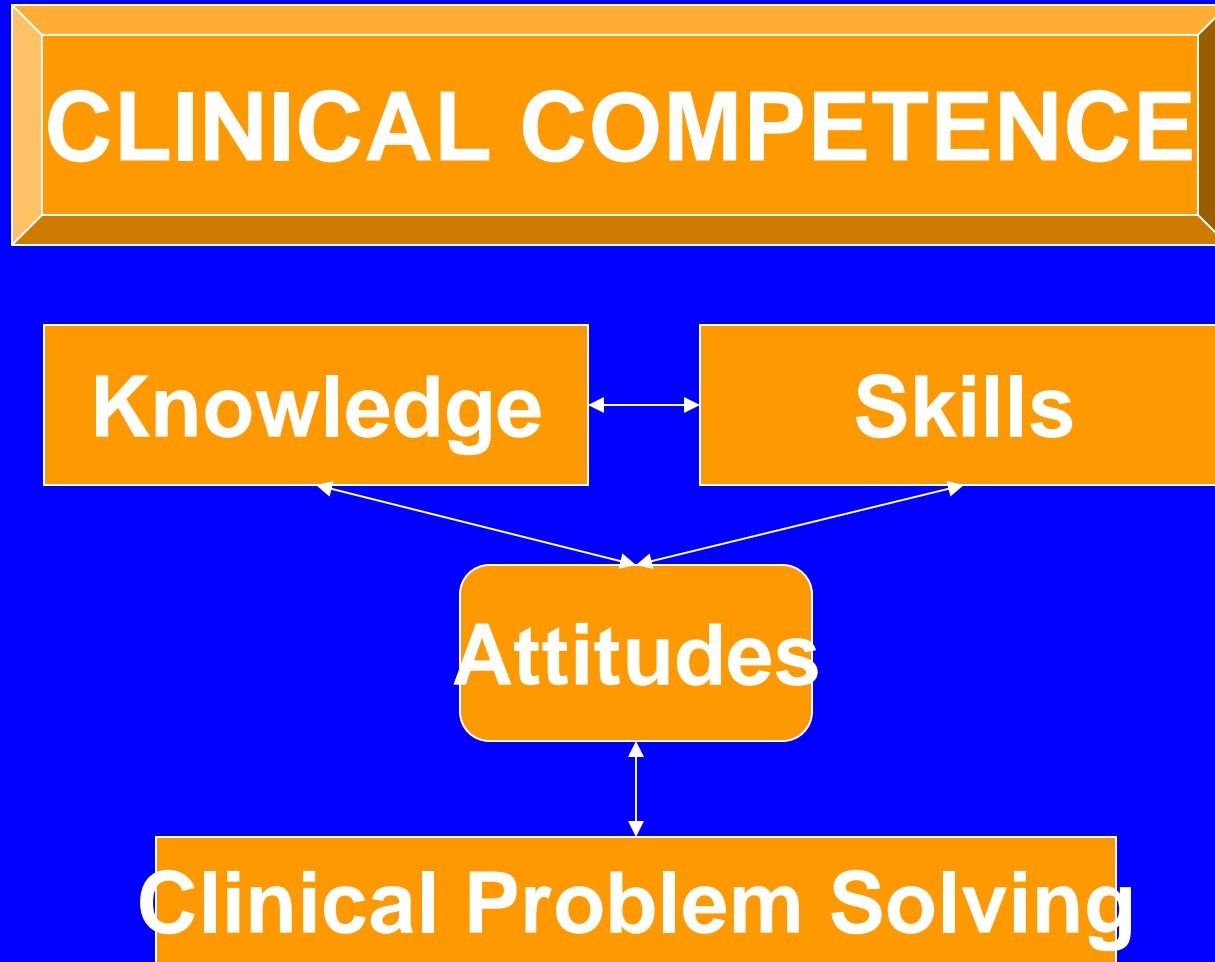 CLINICAL COMPETENCE
Knowledge
Skills
Attitudes
Clinical Problem Solving